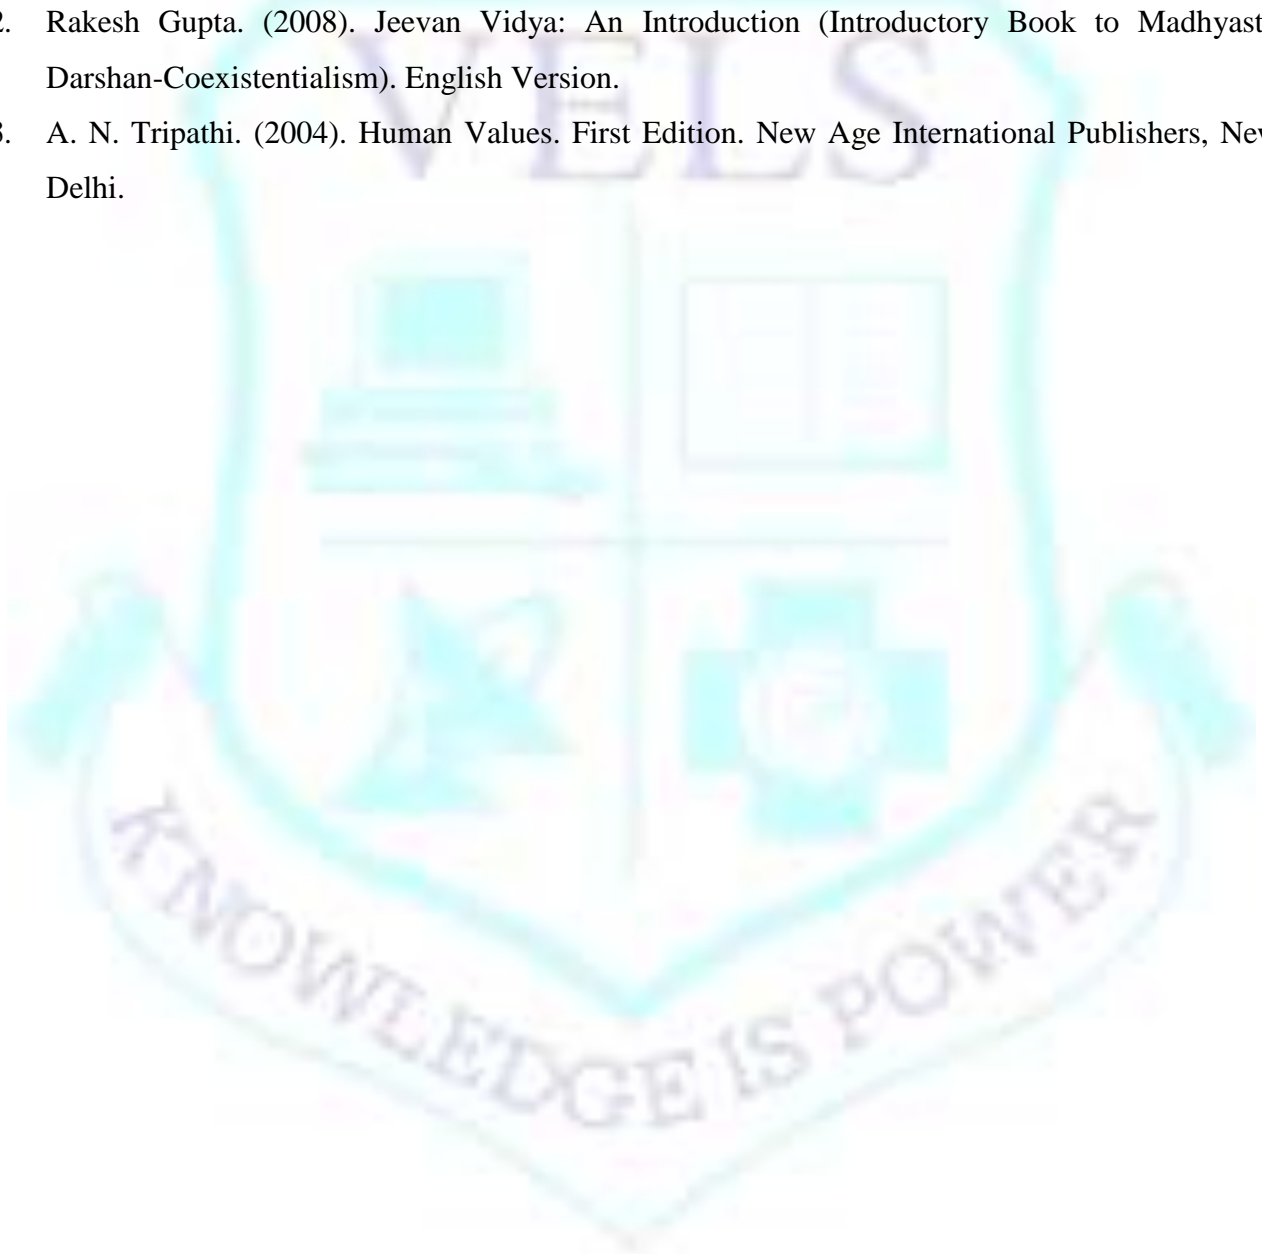 2. Rakesh Gupta. (2008). Jeevan Vidya: An Introduction (Introductory Book to Madhyast
Darshan-Coexistentialism). English Version.
3. A. N. Tripathi. (2004). Human Values. First Edition. New Age International Publishers, New
Delhi.
VELS
KNOWLEDGE IS POWER